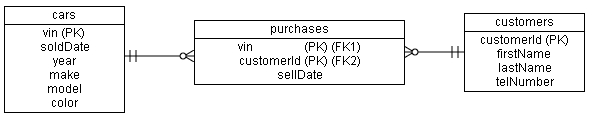 cars
vin (PK)
soldDate
year
make
model
color
purchases
vin (PK) (FK1)
customerId (PK) (FK2)
sellDate
customers
customerId (PK)
firstName
lastName
telNumber